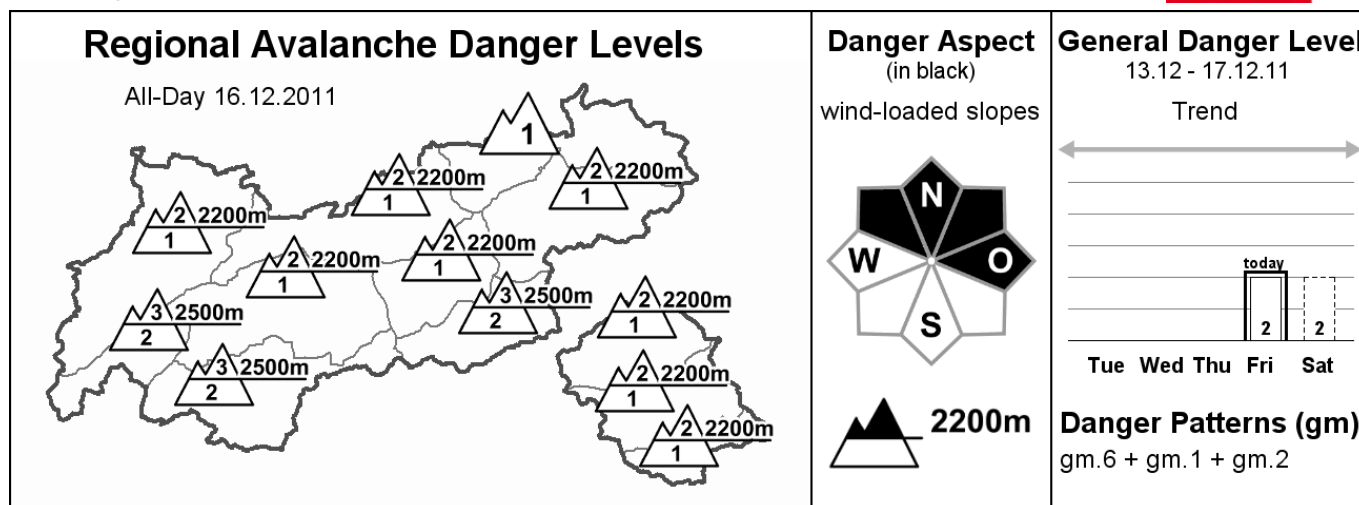 Regional Avalanche Danger Levels
All-Day 16.12.2011
1
2 2200m
1
2 2200m
1
2 2200m
1
2 2200m
1
2 2200m
1
3 2500m
2
3 2500m
2
2 2200m
1
3 2500m
2
2 2200m
1
2 2200m
1
Danger Aspect
(in black)
wind-loaded slopes
N
W O
S
2200m
General Danger Level
13.12 - 17.12.11
Trend
today
2 2
Tue Wed Thu Fri Sat
Danger Patterns (gm)
gm.6 + gm.1 + gm.2